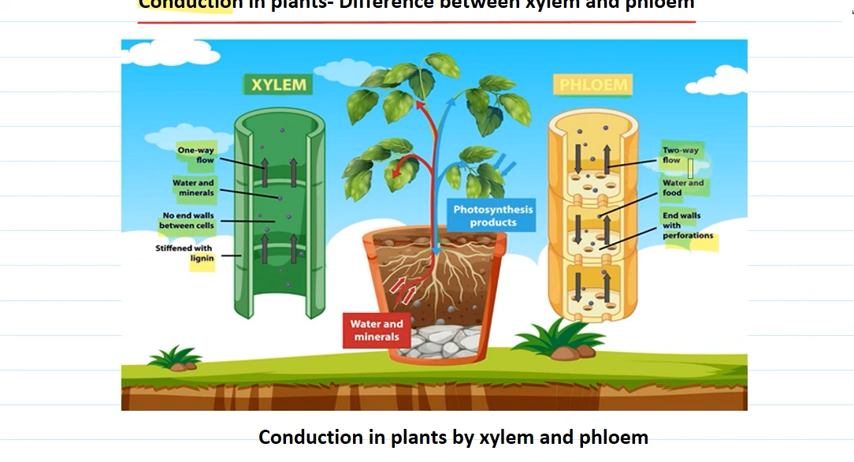 Conduction in plants- Difference between xylem and phloem
XYLEM
One-way
flow
Water and
minerals
No end walls
between cells
Stiffened with
lignin
Photosynthesis
products
Water and
minerals
PHLOEM
Two-way
flow
Water and
food
End walls
with
perforations
Conduction in plants by xylem and phloem